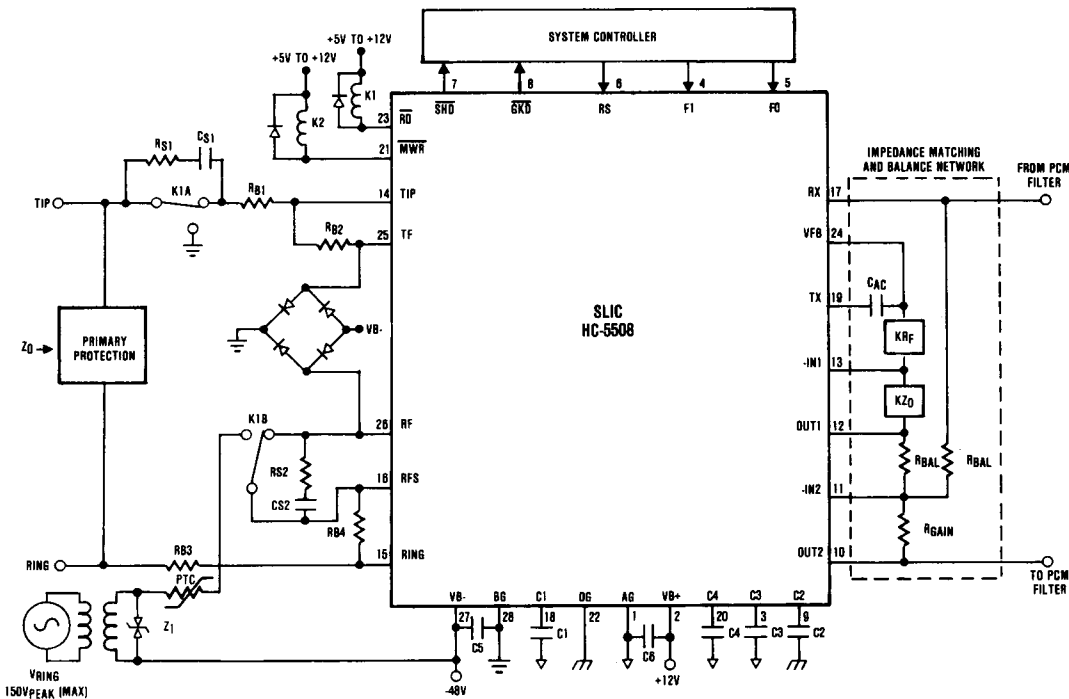 SYSTEM CONTROLLER
+5V TO +12V
+5V TO +12V
K1
K2
7
8
6
4
5
SHD
GKD
RS
F1
F0
23
RD
21
MWR
RS1
CS1
K1A
RB1
TIP
14
TIP
RB2
25
TF
VB-
PRIMARY
PROTECTION
Z0
K1B
26
RF
RS2
16
RFS
CS2
RB4
15
RING
RING
RB3
PTC
Z1
VRING
150VPEAK (MAX)
SLIC
HC-5508
IMPEDANCE MATCHING
AND BALANCE NETWORK
FROM PCM
FILTER
RX
17
VFB
24
CAC
TX
19
KRF
-IN1
13
KZ0
OUT1
12
RBAL
RBAL
-IN2
11
RGAIN
OUT2
10
TO PCM
FILTER
VB-
BG
C1
DG
AG
VB+
C4
C3
C2
27
28
18
22
1
2
20
3
9
C5
C1
C6
C4
C3
C2
-48V
+12V